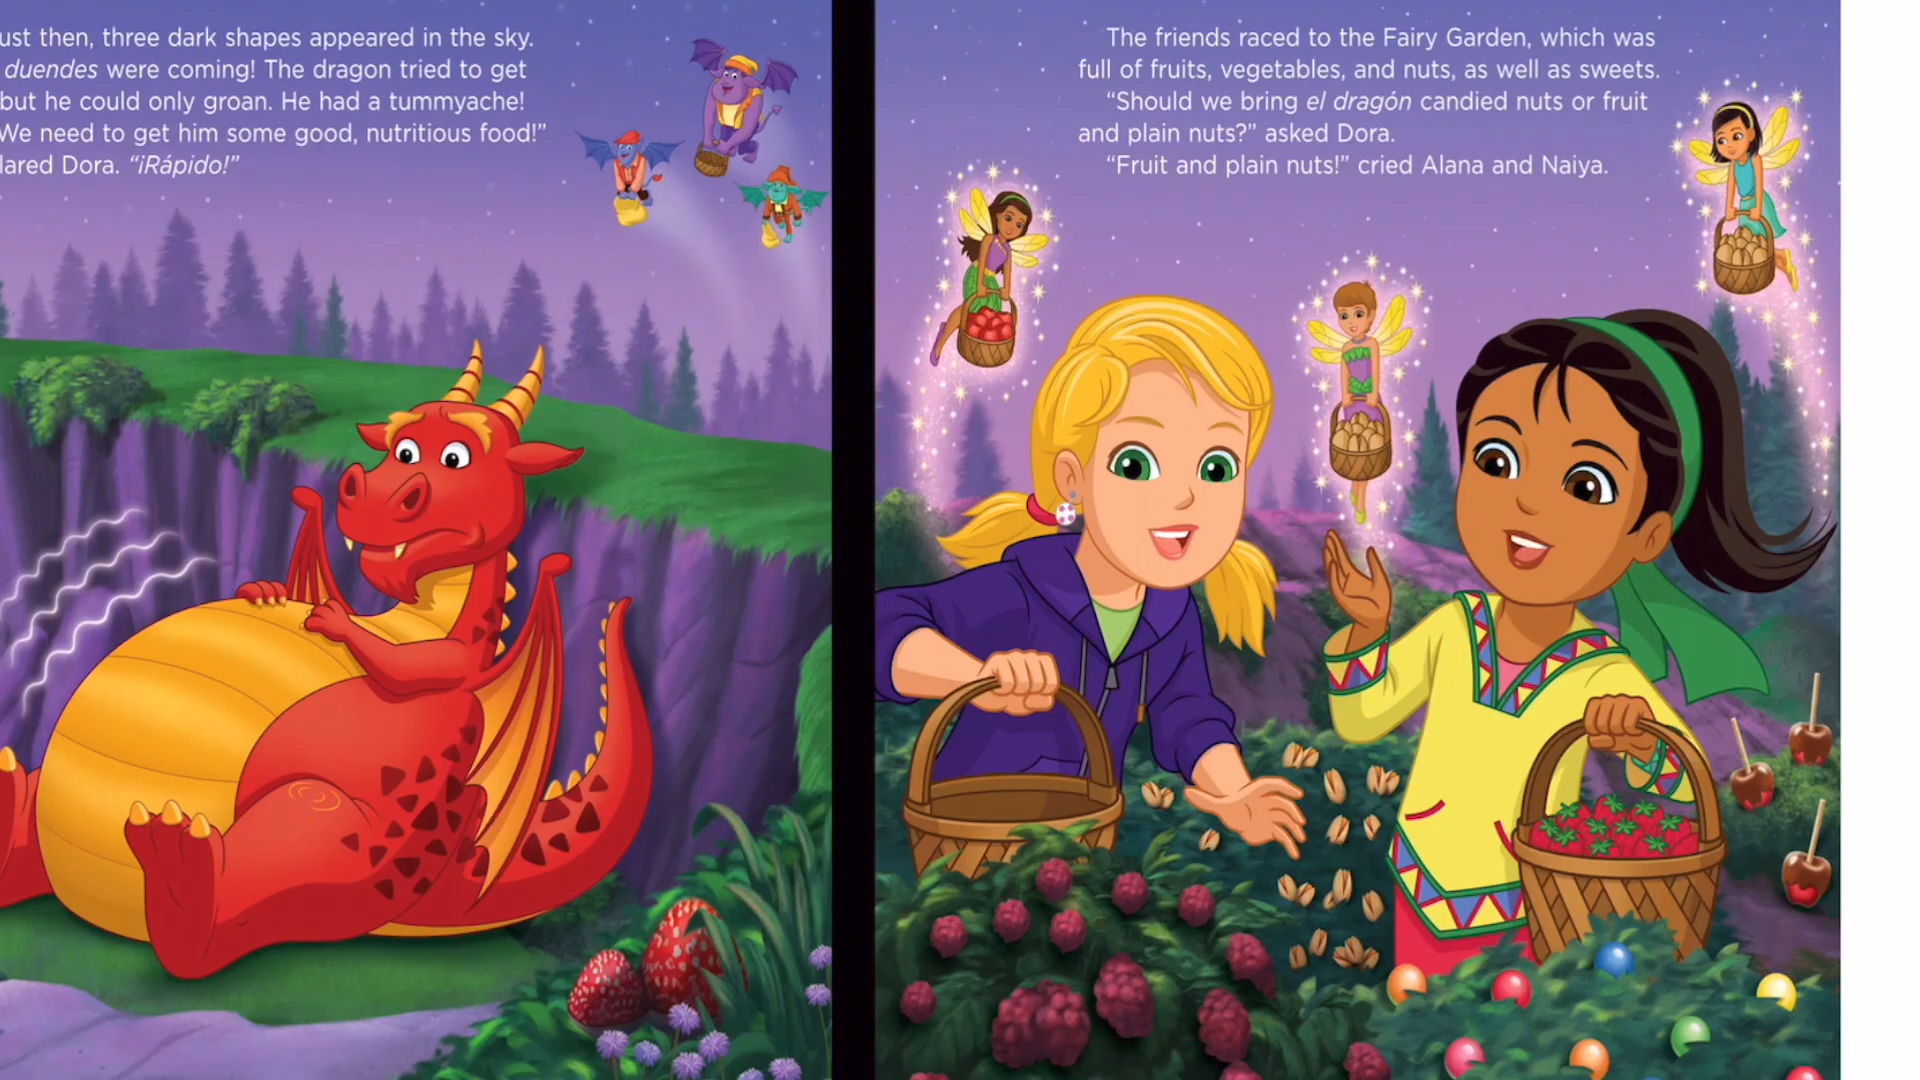 ust then, three dark shapes appeared in the sky.
duendes were coming! The dragon tried to get
but he could only groan. He had a tummyache!
We need to get him some good, nutritious food!”
lared Dora. “¡Rápido!”
The friends raced to the Fairy Garden, which was
full of fruits, vegetables, and nuts, as well as sweets.
“Should we bring el dragón candied nuts or fruit
and plain nuts?” asked Dora.
“Fruit and plain nuts!” cried Alana and Naiya.